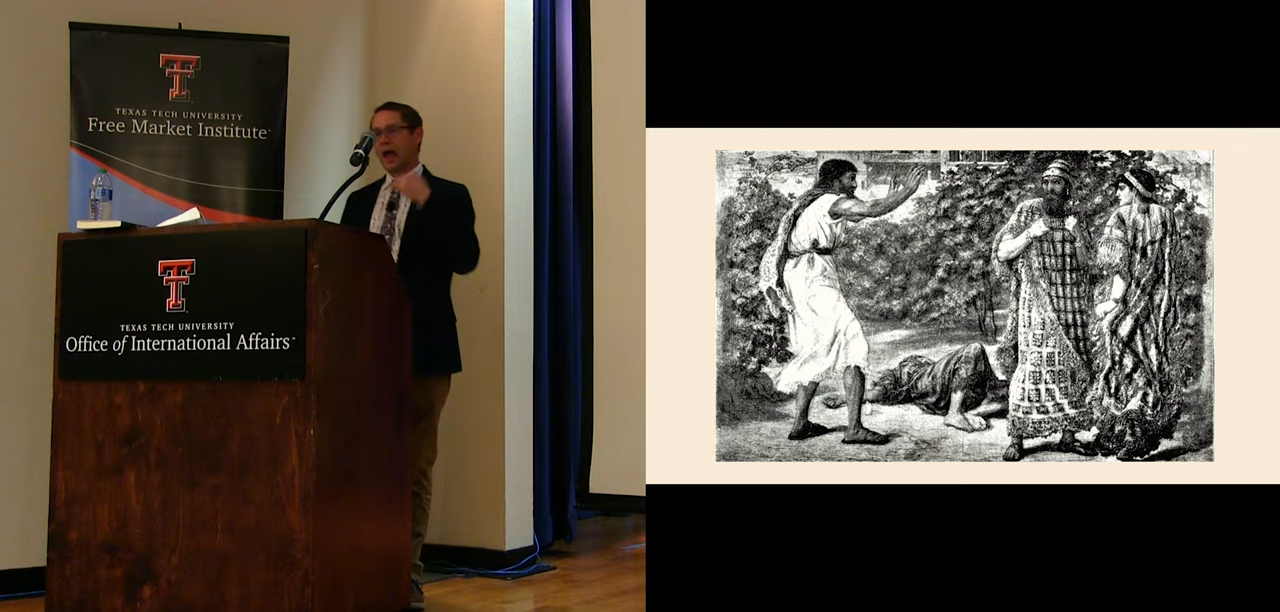 TEXAS TECH UNIVERSITY
Free Market Institute
TEXAS TECH UNIVERSITY
Office of International Affairs